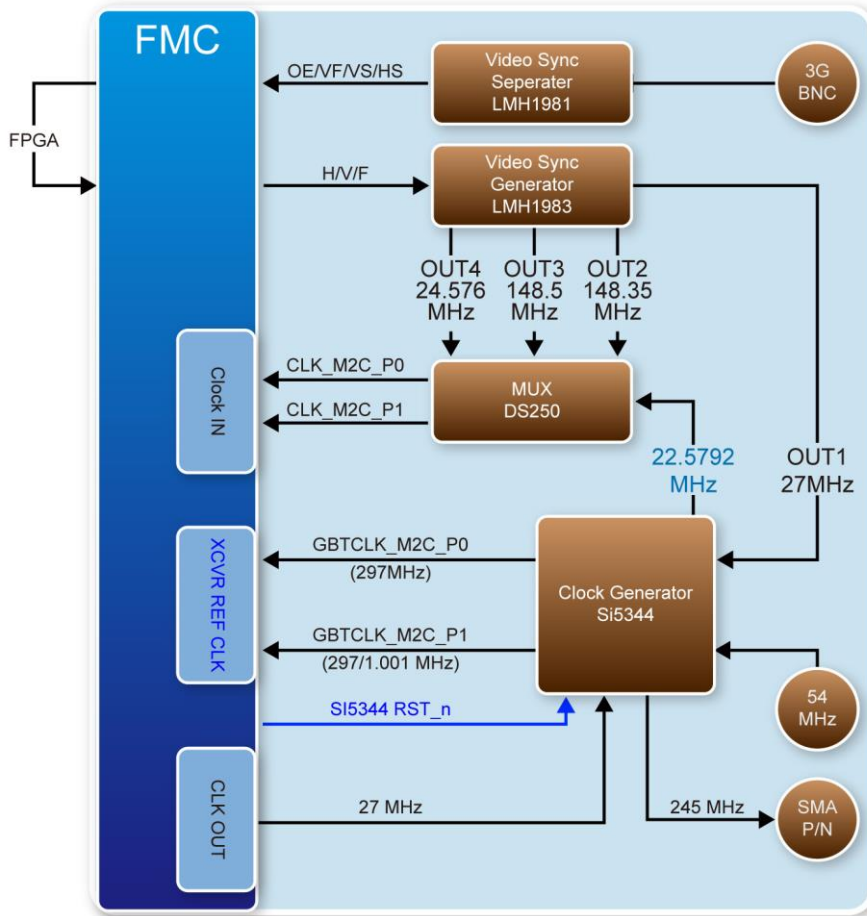 FMC
OE/VF/VS/HS
Video Sync
Seperater
LMH1981
3G
BNC
FPGA
H/V/F
Video Sync
Generator
LMH1983
OUT4
24.576
MHz
OUT3
148.5
MHz
OUT2
148.35
MHz
Clock IN
CLK_M2C_P0
CLK_M2C_P1
MUX
DS250
22.5792
MHz
OUT1
27MHz
XCVR REF CLK
GBTCLK_M2C_P0
(297MHz)
GBTCLK_M2C_P1
(297/1.001 MHz)
Clock Generator
Si5344
SI5344 RST_n
54
MHz
CLK OUT
27 MHz
245 MHz
SMA
P/N